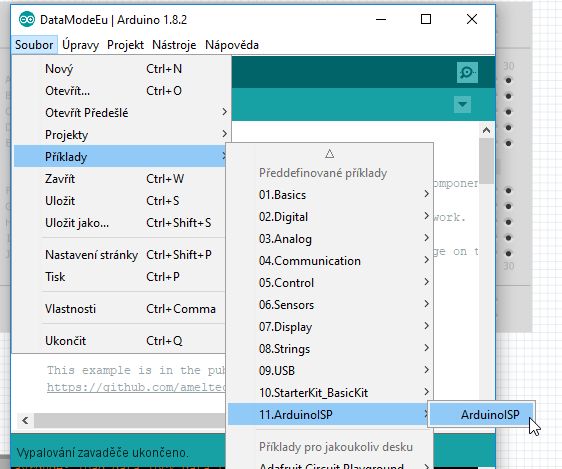 DataModeEu | Arduino 1.8.2
Soubor Úpravy Projekt Nástroje Nápověda
Nový Ctrl+N
Otevřít... Ctrl+O
Otevřít Předešlé
Projekty
Příklady
Zavřít Ctrl+W
Uložit Ctrl+S
Uložit jako... Ctrl+Shift+S
Nastavení stránky Ctrl+Shift+P
Tisk Ctrl+P
Vlastnosti Ctrl+Comma
Ukončit Ctrl+Q
Předdefinované příklady
01.Basics
02.Digital
03.Analog
04.Communication
05.Control
06.Sensors
07.Display
08.Strings
09.USB
10.StarterKit_BasicKit
11.ArduinoISP
ArduinoISP
Příklady pro jakoukoliv desku
Adafruit Circuit Playground
componen
work.
ge on t
This example is in the pub
https://github.com/ameltec
Vypalování zavaděče ukončeno.
30
30